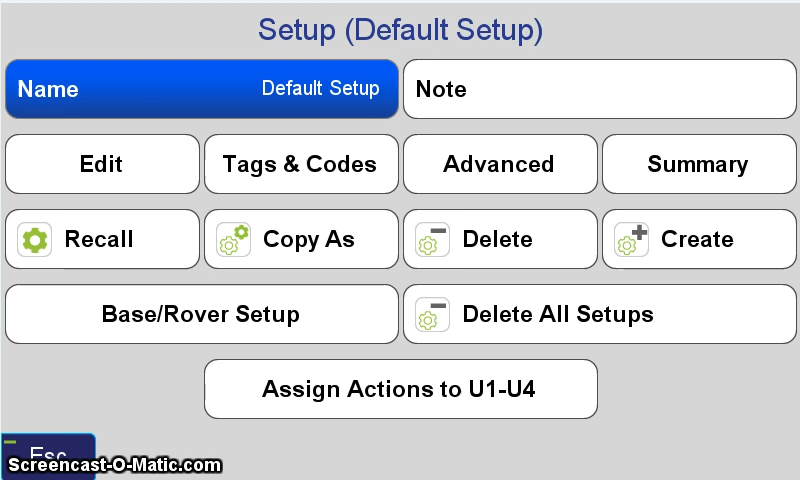 Setup (Default Setup)
Name Default Setup Note
Edit Tags & Codes Advanced Summary
Recall Copy As Delete Create
Base/Rover Setup Delete All Setups
Assign Actions to U1-U4
Esc
Screencast-O-Matic.com